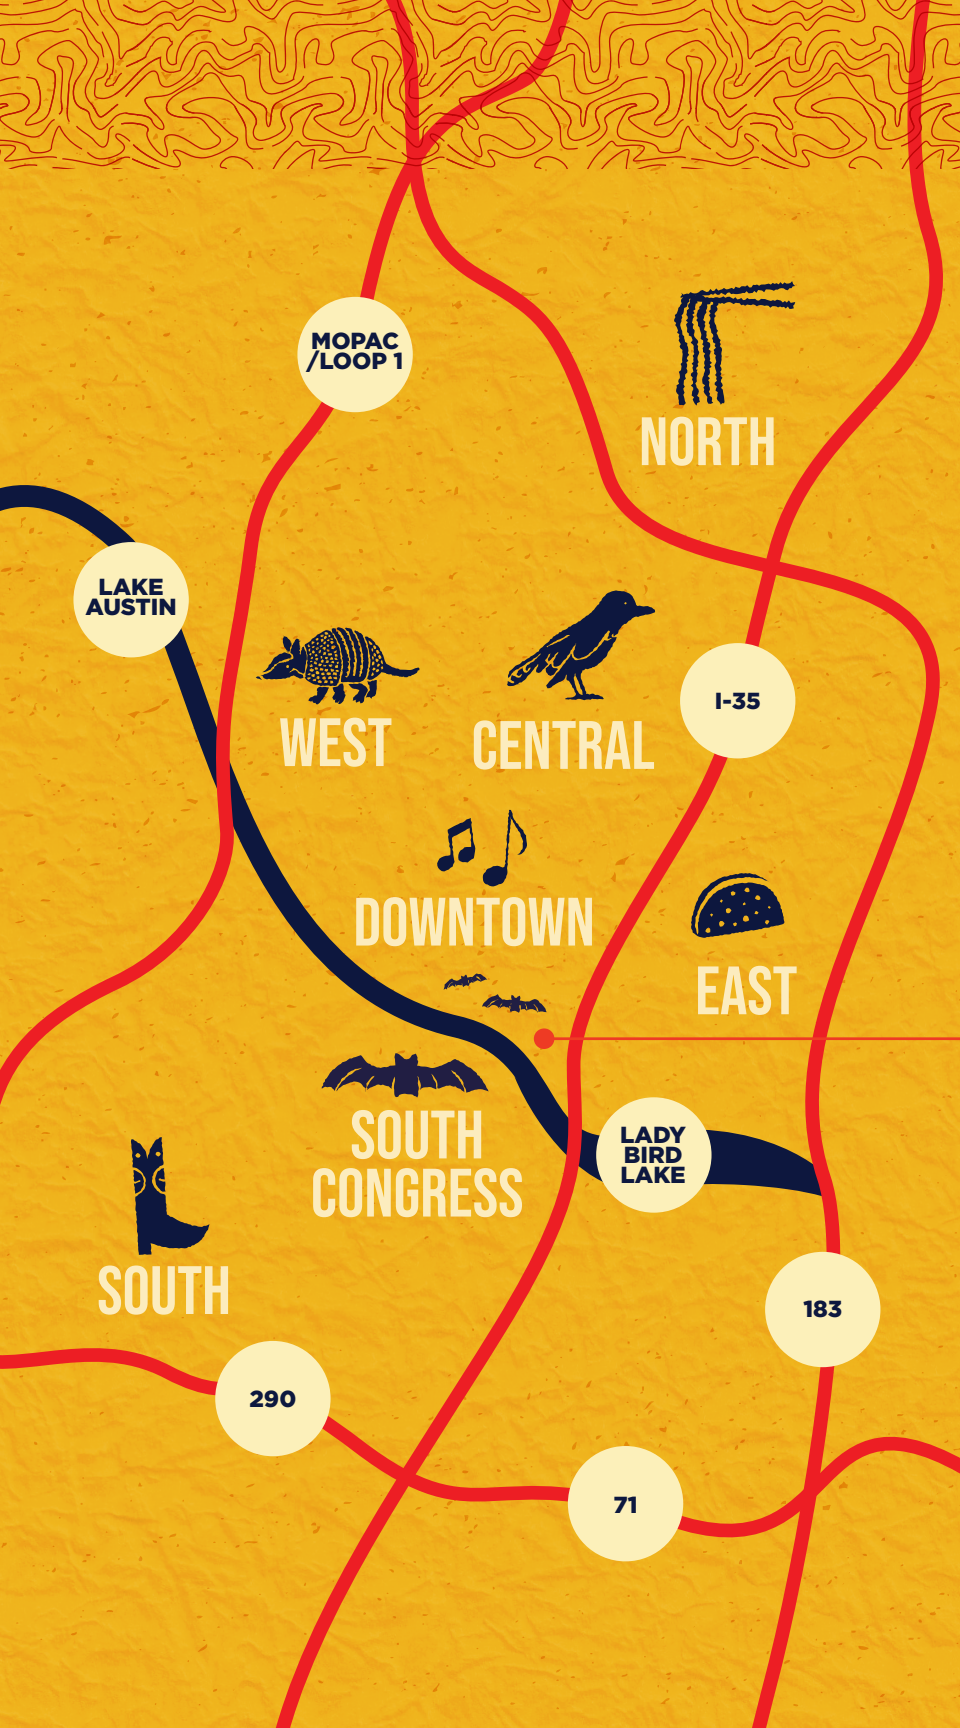 MOPAC
/LOOP 1
NORTH
LAKE
AUSTIN
WEST
CENTRAL
I-35
DOWNTOWN
EAST
SOUTH
CONGRESS
LADY
BIRD
LAKE
SOUTH
183
290
71